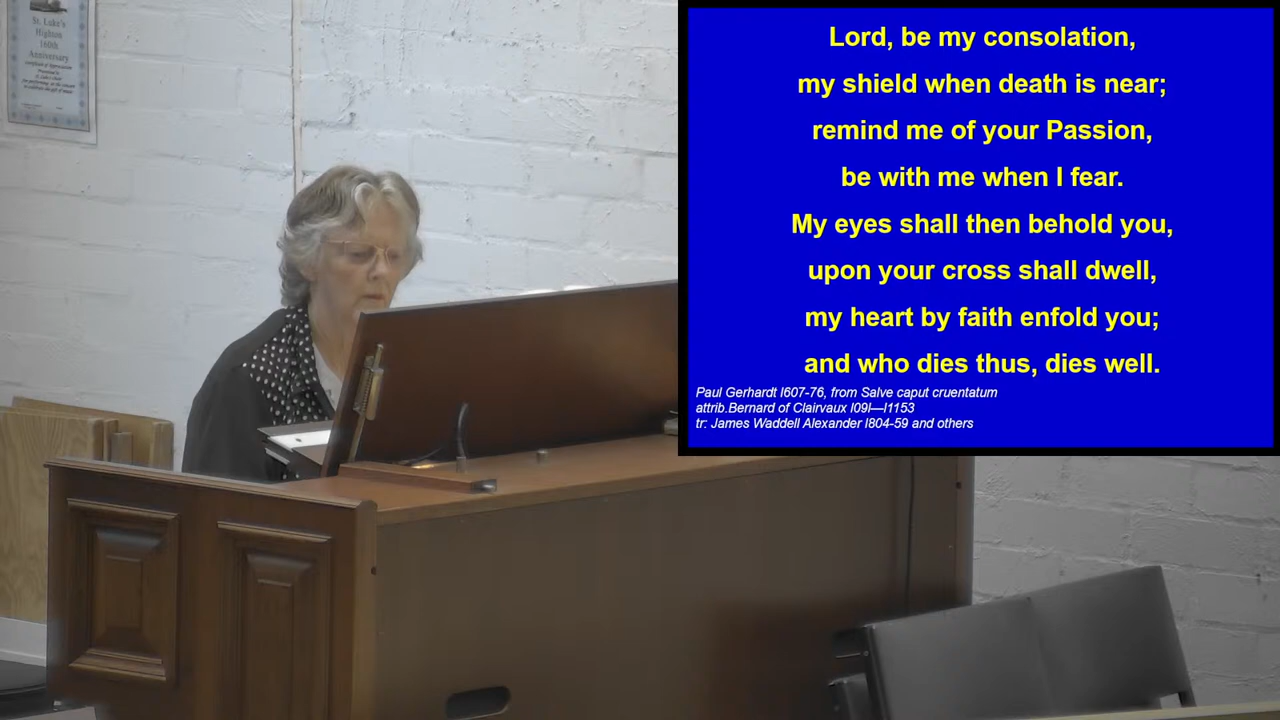 St. Luke's
Highton
160th
Anniversary
Lord, be my consolation,
my shield when death is near;
remind me of your Passion,
be with me when I fear.
My eyes shall then behold you,
upon your cross shall dwell,
my heart by faith enfold you;
and who dies thus, dies well.
Paul Gerhardt l607-76, from Salve caput cruentatum
attrib.Bernard of Clairvaux l09l—l1153
tr: James Waddell Alexander l804-59 and others